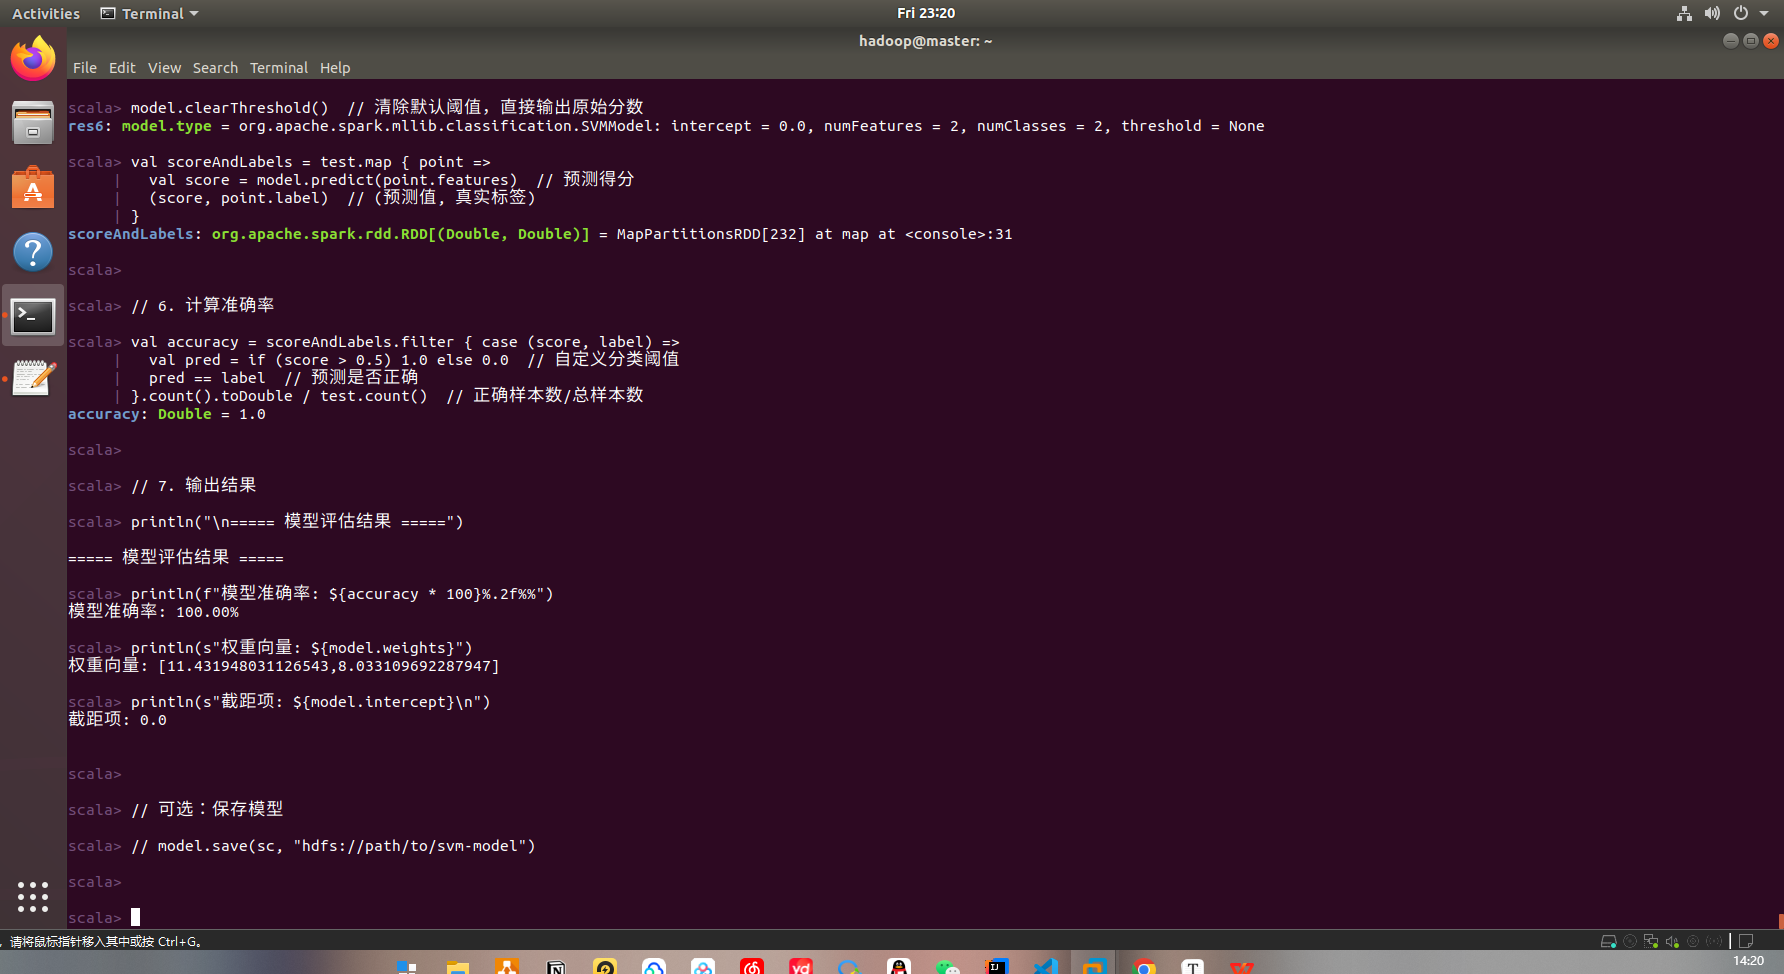 Activities Terminal Fri 23:20
hadoop@master: ~
File Edit View Search Terminal Help
scala> model.clearThreshold()  // 清除默认阈值，直接输出原始分数
res6: model.type = org.apache.spark.mllib.classification.SVMModel: intercept = 0.0, numFeatures = 2, numClasses = 2, threshold = None
scala> val scoreAndLabels = test.map { point =>
     |   val score = model.predict(point.features)  // 预测得分
     |   (score, point.label)  // (预测值, 真实标签)
     | }
scoreAndLabels: org.apache.spark.rdd.RDD[(Double, Double)] = MapPartitionsRDD[232] at map at <console>:31
scala>
scala> // 6. 计算准确率
scala> val accuracy = scoreAndLabels.filter { case (score, label) =>
     |   val pred = if (score > 0.5) 1.0 else 0.0  // 自定义分类阈值
     |   pred == label  // 预测是否正确
     | }.count().toDouble / test.count()  // 正确样本数/总样本数
accuracy: Double = 1.0
scala>
scala> // 7. 输出结果
scala> println("\n===== 模型评估结果 =====")
===== 模型评估结果 =====
scala> println(f"模型准确率: ${accuracy * 100}%.2f%%")
模型准确率: 100.00%
scala> println(s"权重向量: ${model.weights}")
权重向量: [11.431948031126543,8.033109692287947]
scala> println(s"截距项: ${model.intercept}\n")
截距项: 0.0
scala>
scala> // 可选：保存模型
scala> // model.save(sc, "hdfs://path/to/svm-model")
scala>
scala>
，请将鼠标指针移入其中或按 Ctrl+G。
14:20